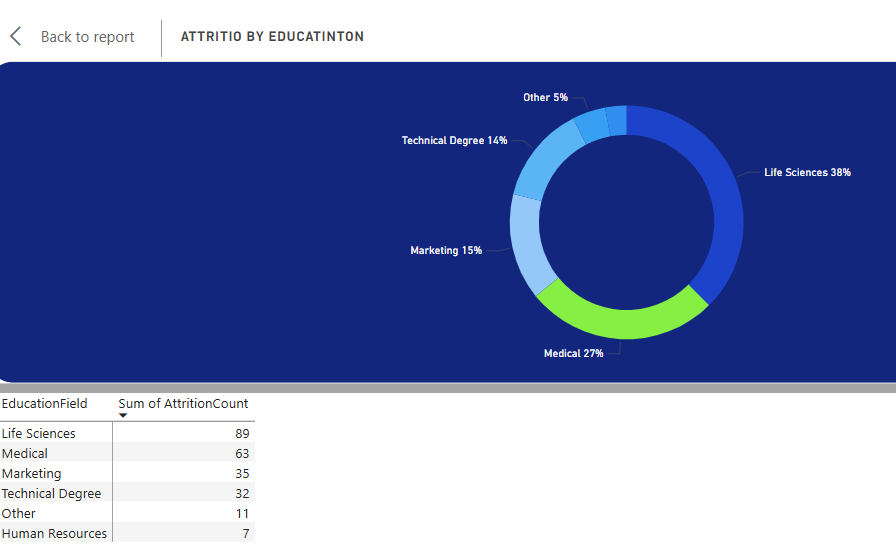 Back to report
ATTRITIO BY EDUCATINTON
Other 5%
Technical Degree 14%
Life Sciences 38%
Marketing 15%
Medical 27%
EducationField Sum of AttritionCount
Life Sciences 89
Medical 63
Marketing 35
Technical Degree 32
Other 11
Human Resources 7